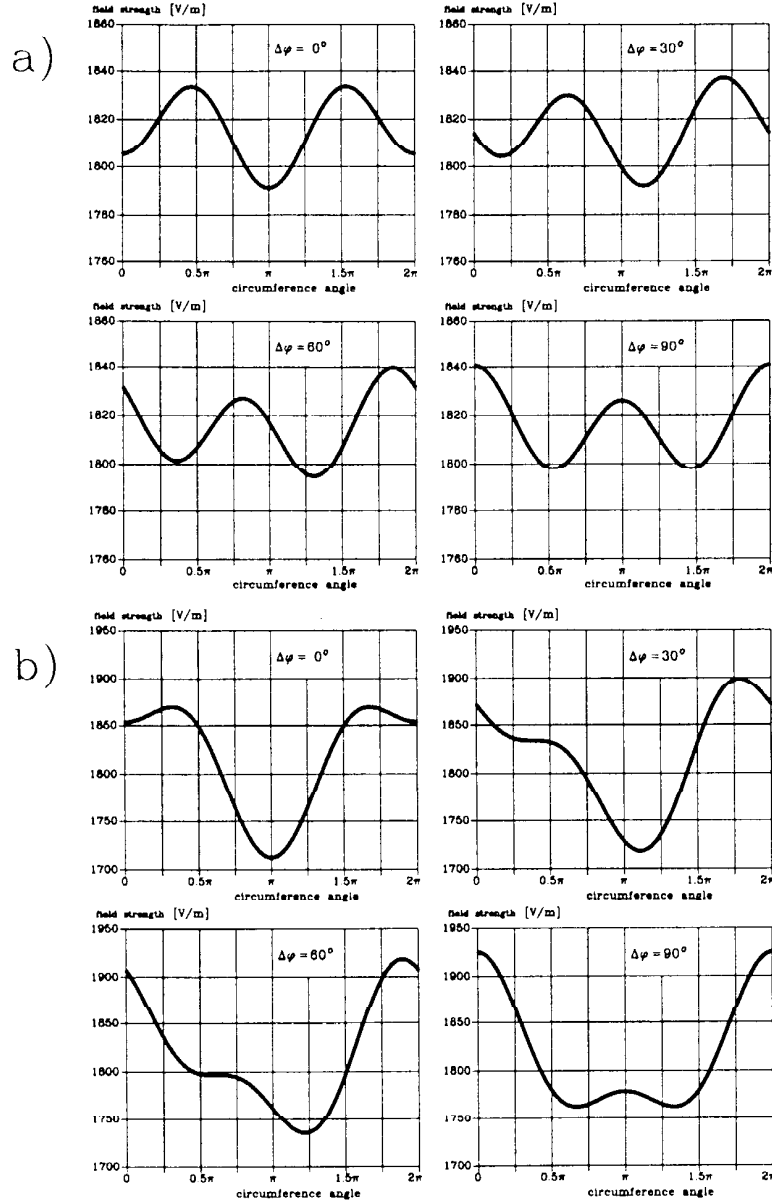 a)
field strength [V/m]
1860
1840
1820
1800
1780
1760
Δφ = 0°
0 0.5π π 1.5π 2π
circumference angle
field strength [V/m]
1860
1840
1820
1800
1780
1760
Δφ = 30°
0 0.5π π 1.5π 2π
circumference angle
field strength [V/m]
1860
1840
1820
1800
1780
1760
Δφ = 60°
0 0.5π π 1.5π 2π
circumference angle
field strength [V/m]
1860
1840
1820
1800
1780
1760
Δφ = 90°
0 0.5π π 1.5π 2π
circumference angle
b)
field strength [V/m]
1950
1900
1850
1800
1750
1700
Δφ = 0°
0 0.5π π 1.5π 2π
circumference angle
field strength [V/m]
1950
1900
1850
1800
1750
1700
Δφ = 30°
0 0.5π π 1.5π 2π
circumference angle
field strength [V/m]
1950
1900
1850
1800
1750
1700
Δφ = 60°
0 0.5π π 1.5π 2π
circumference angle
field strength [V/m]
1950
1900
1850
1800
1750
1700
Δφ = 90°
0 0.5π π 1.5π 2π
circumference angle